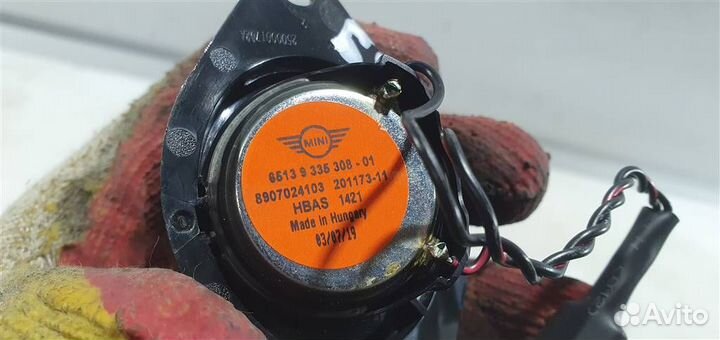 MINI
6513 9 335 308 - 01
8907024103 201173-11
HBAS 1421
Made in Hungary
03/07/19
Avito